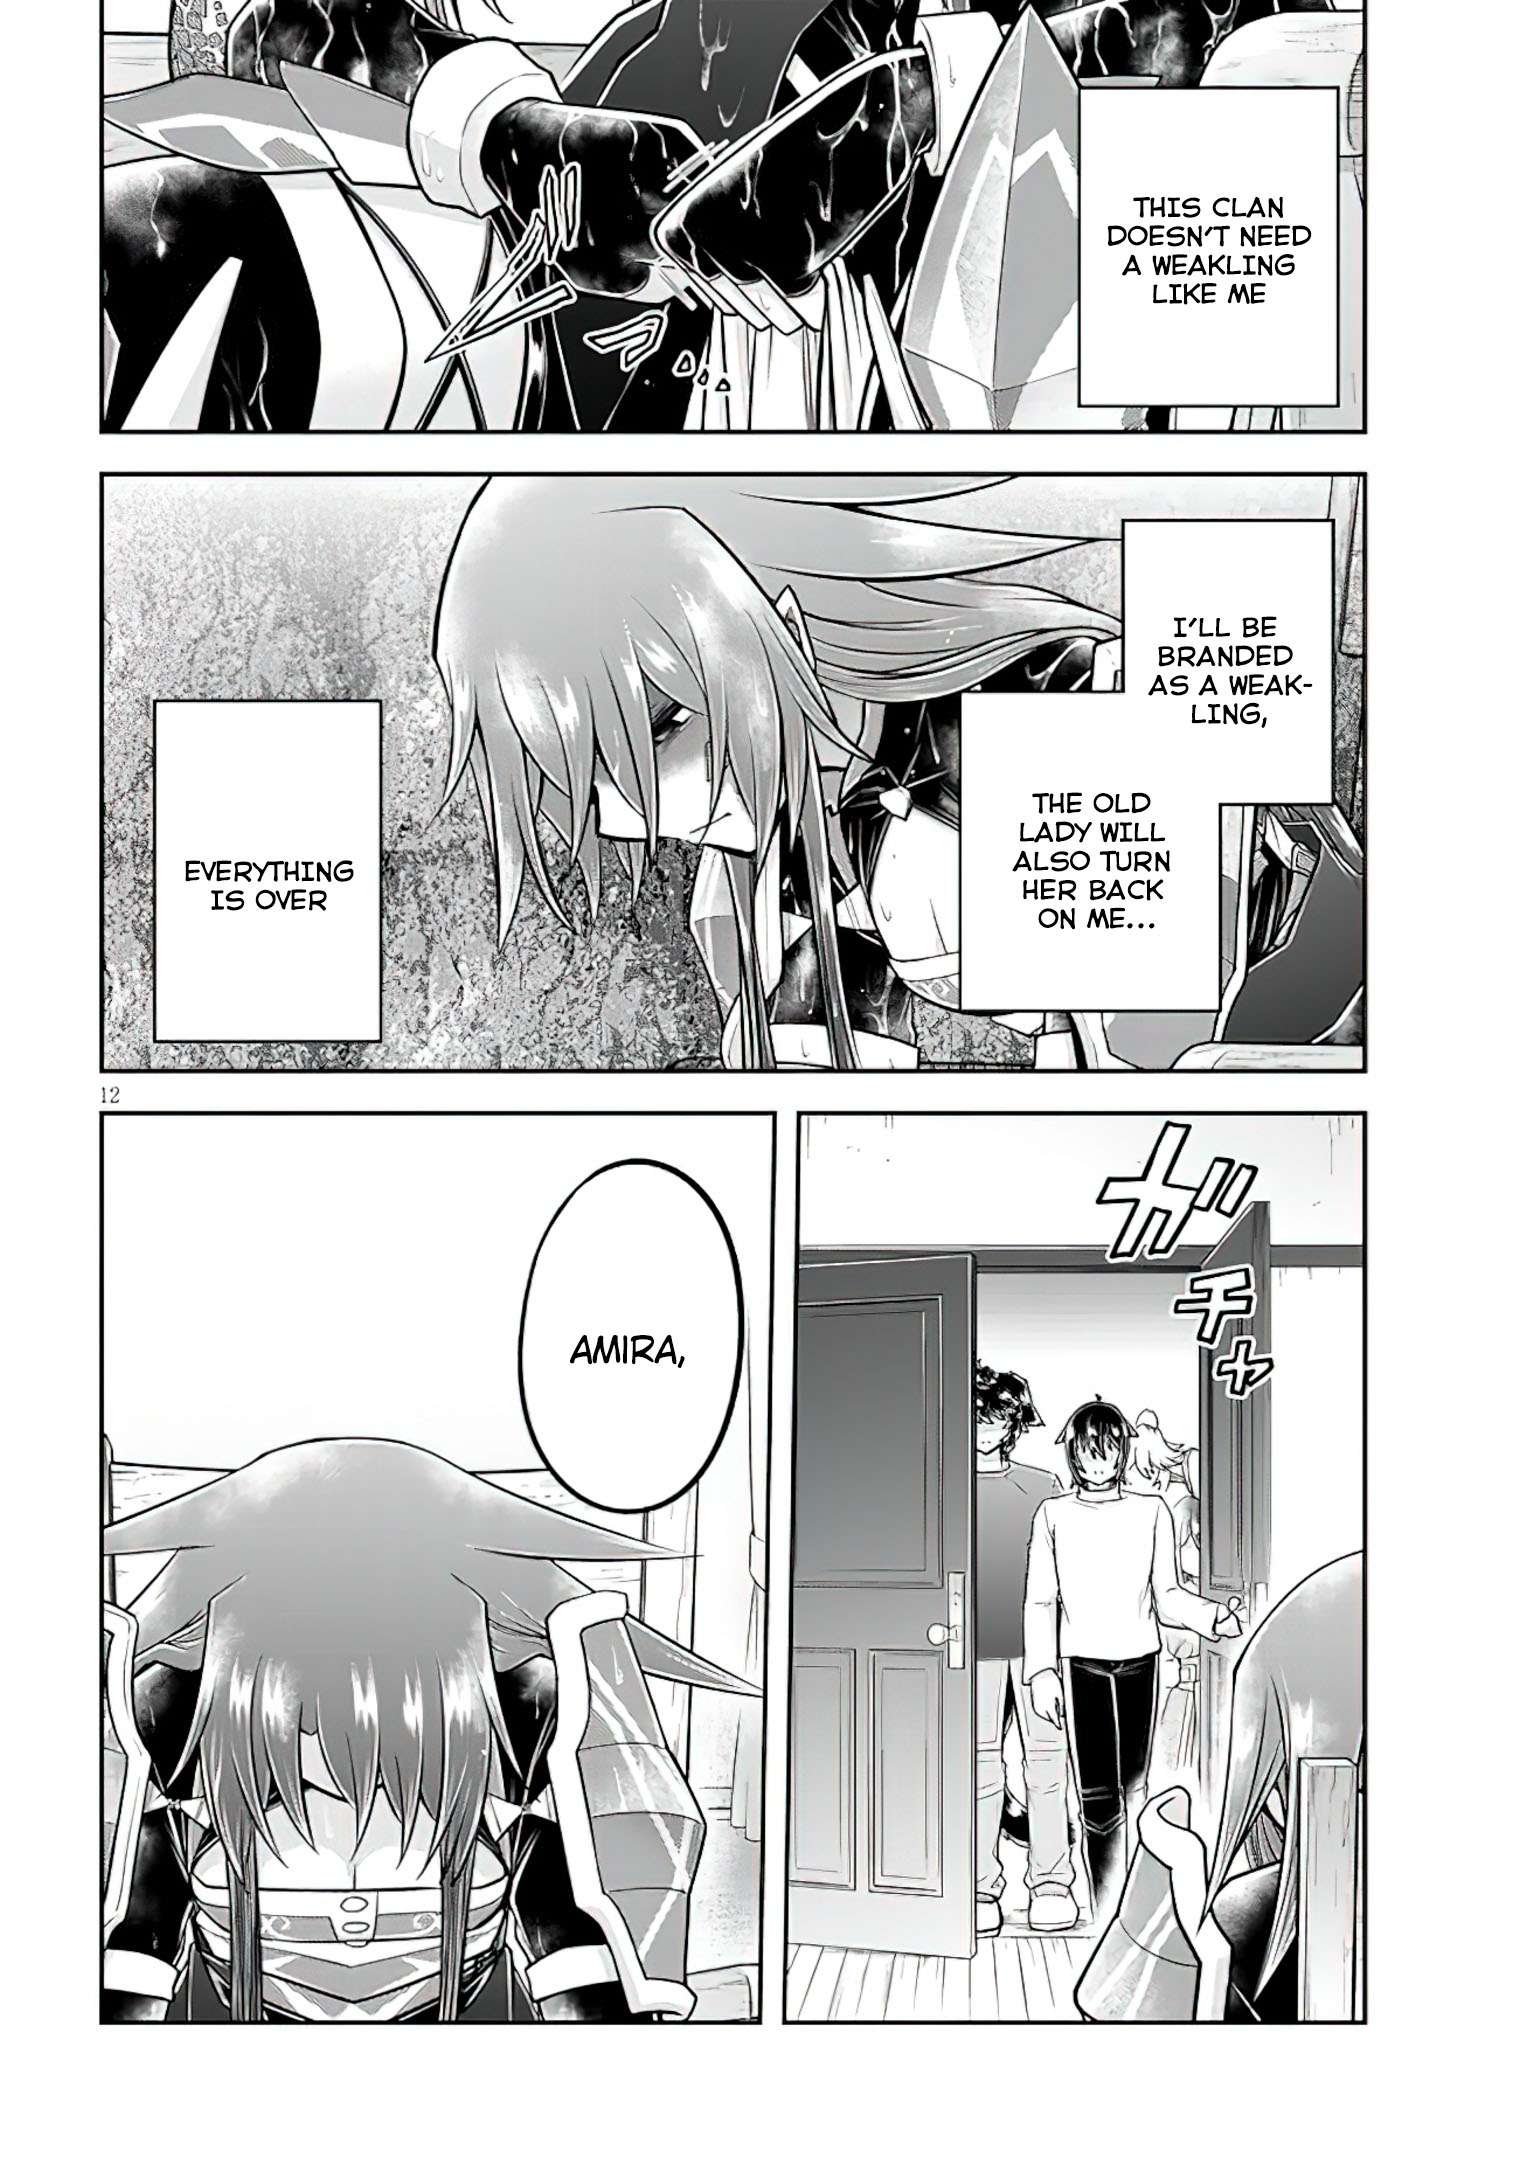 THIS CLAN
DOESN'T NEED
A WEAKLING
LIKE ME
I'LL BE
BRANDED
AS A WEAK-
LING,
THE OLD
LADY WILL
ALSO TURN
HER BACK
ON ME...
EVERYTHING
IS OVER
12
ガチャ
AMIRA,